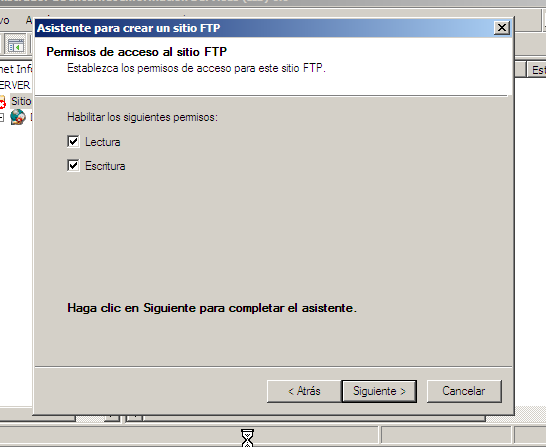 Asistente para crear un sitio FTP
Permisos de acceso al sitio FTP
Establezca los permisos de acceso para este sitio FTP.
net Info
Est
ERVER
Sitio
Habilitar los siguientes permisos:
Lectura
Escritura
Haga clic en Siguiente para completar el asistente.
< Atrás
Siguiente >
Cancelar